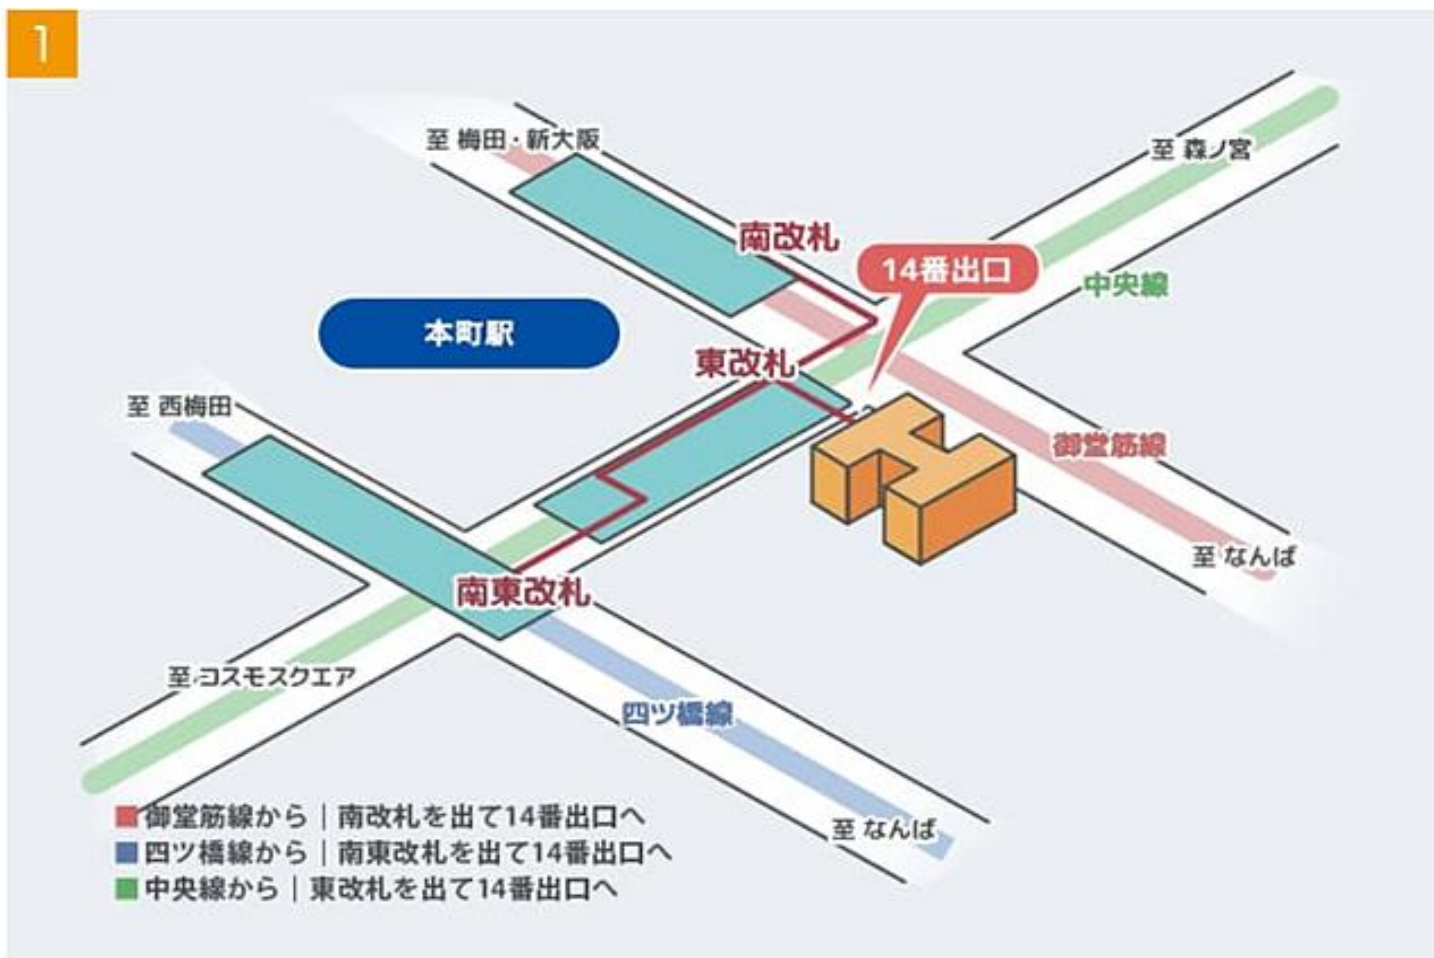 1
至 梅田・新大阪
至 森ノ宮
南改札
14番出口
中央線
本町駅
東改札
至 西梅田
御堂筋線
至 なんば
南東改札
至 コスモスクエア
四ツ橋線
至 なんば
御堂筋線から｜南改札を出て14番出口へ
四ツ橋線から｜南東改札を出て14番出口へ
中央線から｜東改札を出て14番出口へ